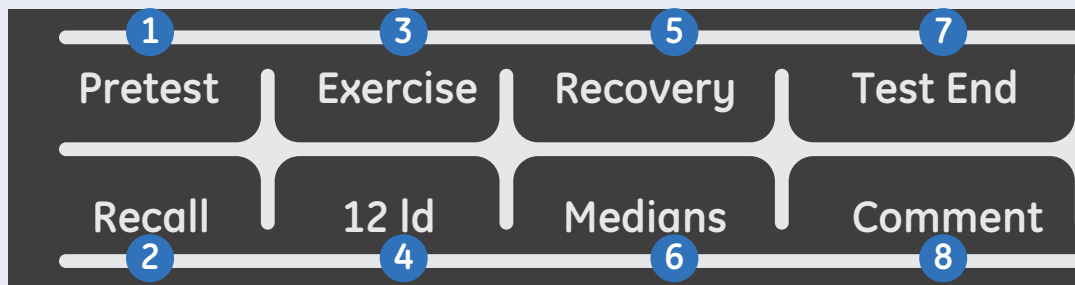 1 3 5 7
Pretest Exercise Recovery Test End
Recall 12 ld Medians Comment
2 4 6 8